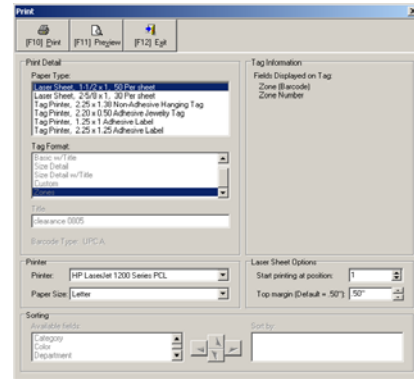 Print
[F10] Print
[F11] Preview
[F12] Exit
Print Detail
Paper Type:
Laser Sheet, 1-1/2 x 1, 50 Per sheet
Laser Sheet, 2-5/8 x 1, 30 Per sheet
Tag Printer, 2.25 x 1.38 Non-Adhesive Hanging Tag
Tag Printer, 2.20 x 0.50 Adhesive Jewelry Tag
Tag Printer, 1.25 x 1 Adhesive Label
Tag Printer, 2.25 x 1.25 Adhesive Label
Tag Format:
Basic w/Title
Size Detail
Size Detail w/Title
Custom
Zones
Title
clearance 0805
Barcode Type : UPC-A
Tag Information
Fields Displayed on Tag:
Zone (Barcode)
Zone Number
Printer
Printer: HP LaserJet 1200 Series PCL
Paper Size: Letter
Laser Sheet Options
Start printing at position: 1
Top margin (Default = .50"): .50"
Sorting
Available fields:
Category
Color
Department
Sort by: